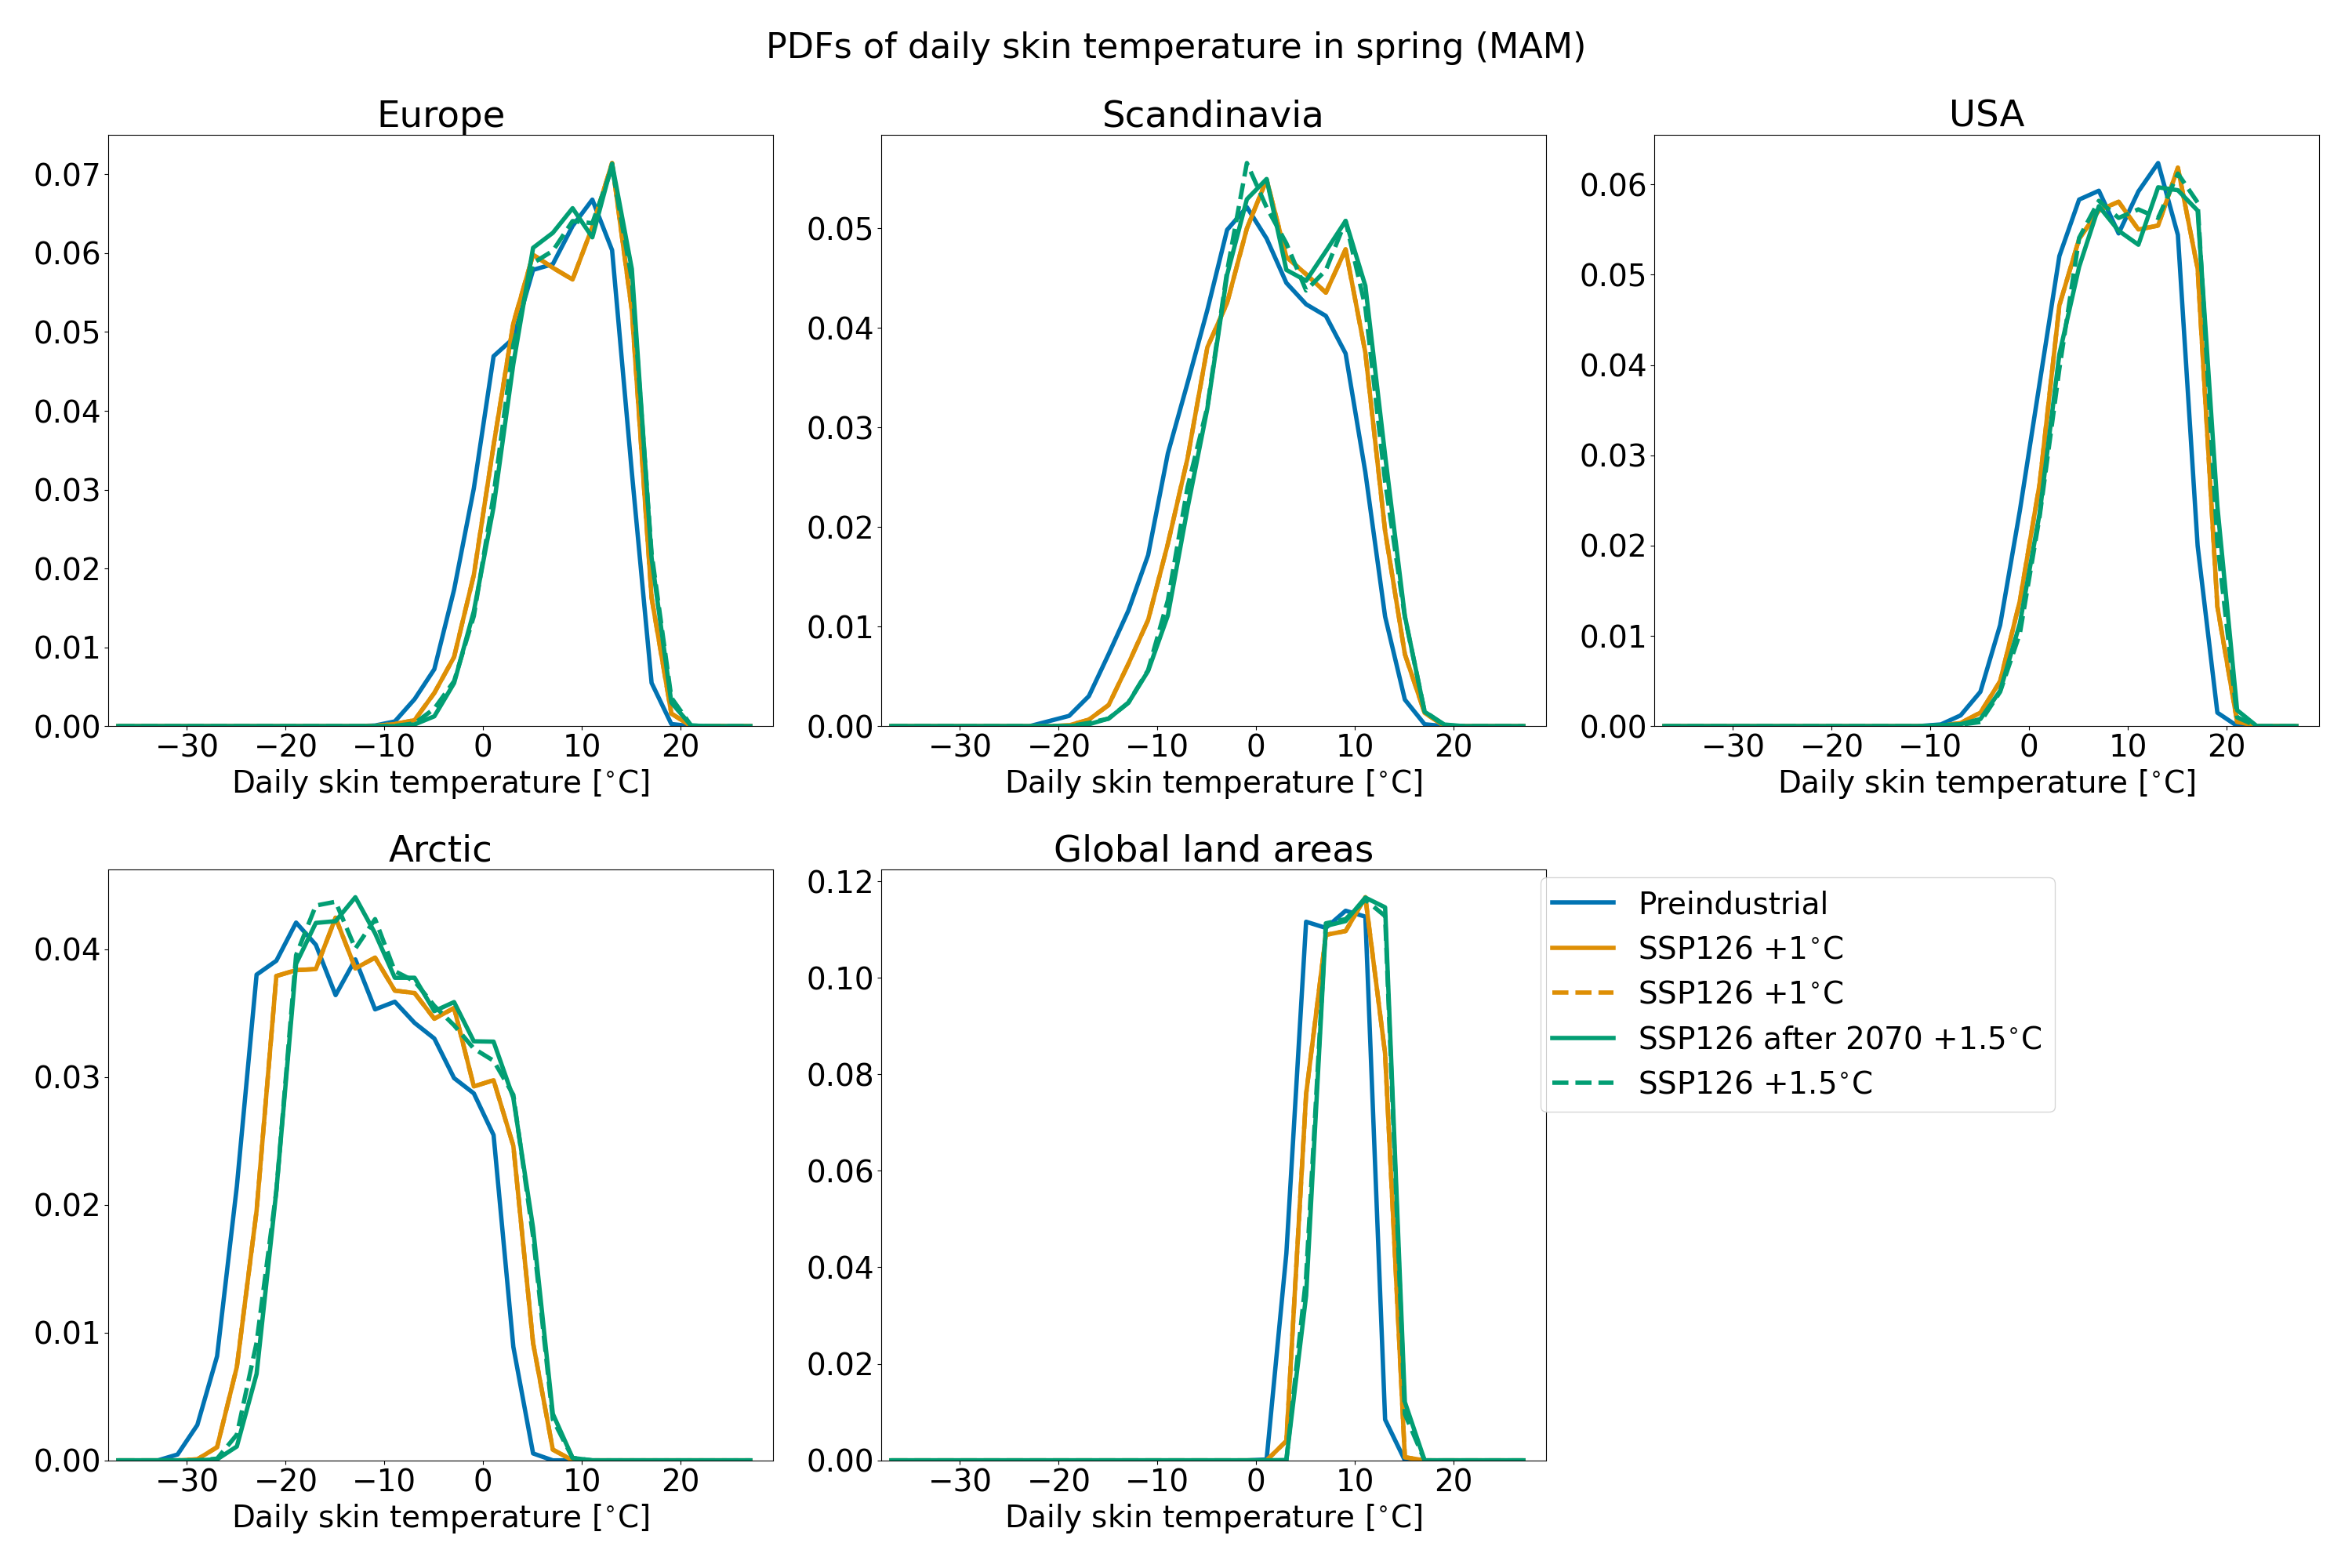 PDFs of daily skin temperature in spring (MAM)
Europe
0.07
0.06
0.05
0.04
0.03
0.02
0.01
0.00
−30 −20 −10 0 10 20
Daily skin temperature [°C]
Scandinavia
0.05
0.04
0.03
0.02
0.01
0.00
−30 −20 −10 0 10 20
Daily skin temperature [°C]
USA
0.06
0.05
0.04
0.03
0.02
0.01
0.00
−30 −20 −10 0 10 20
Daily skin temperature [°C]
Arctic
0.04
0.03
0.02
0.01
0.00
−30 −20 −10 0 10 20
Daily skin temperature [°C]
Global land areas
0.12
0.10
0.08
0.06
0.04
0.02
0.00
−30 −20 −10 0 10 20
Daily skin temperature [°C]
Preindustrial
SSP126 +1°C
SSP126 +1°C
SSP126 after 2070 +1.5°C
SSP126 +1.5°C